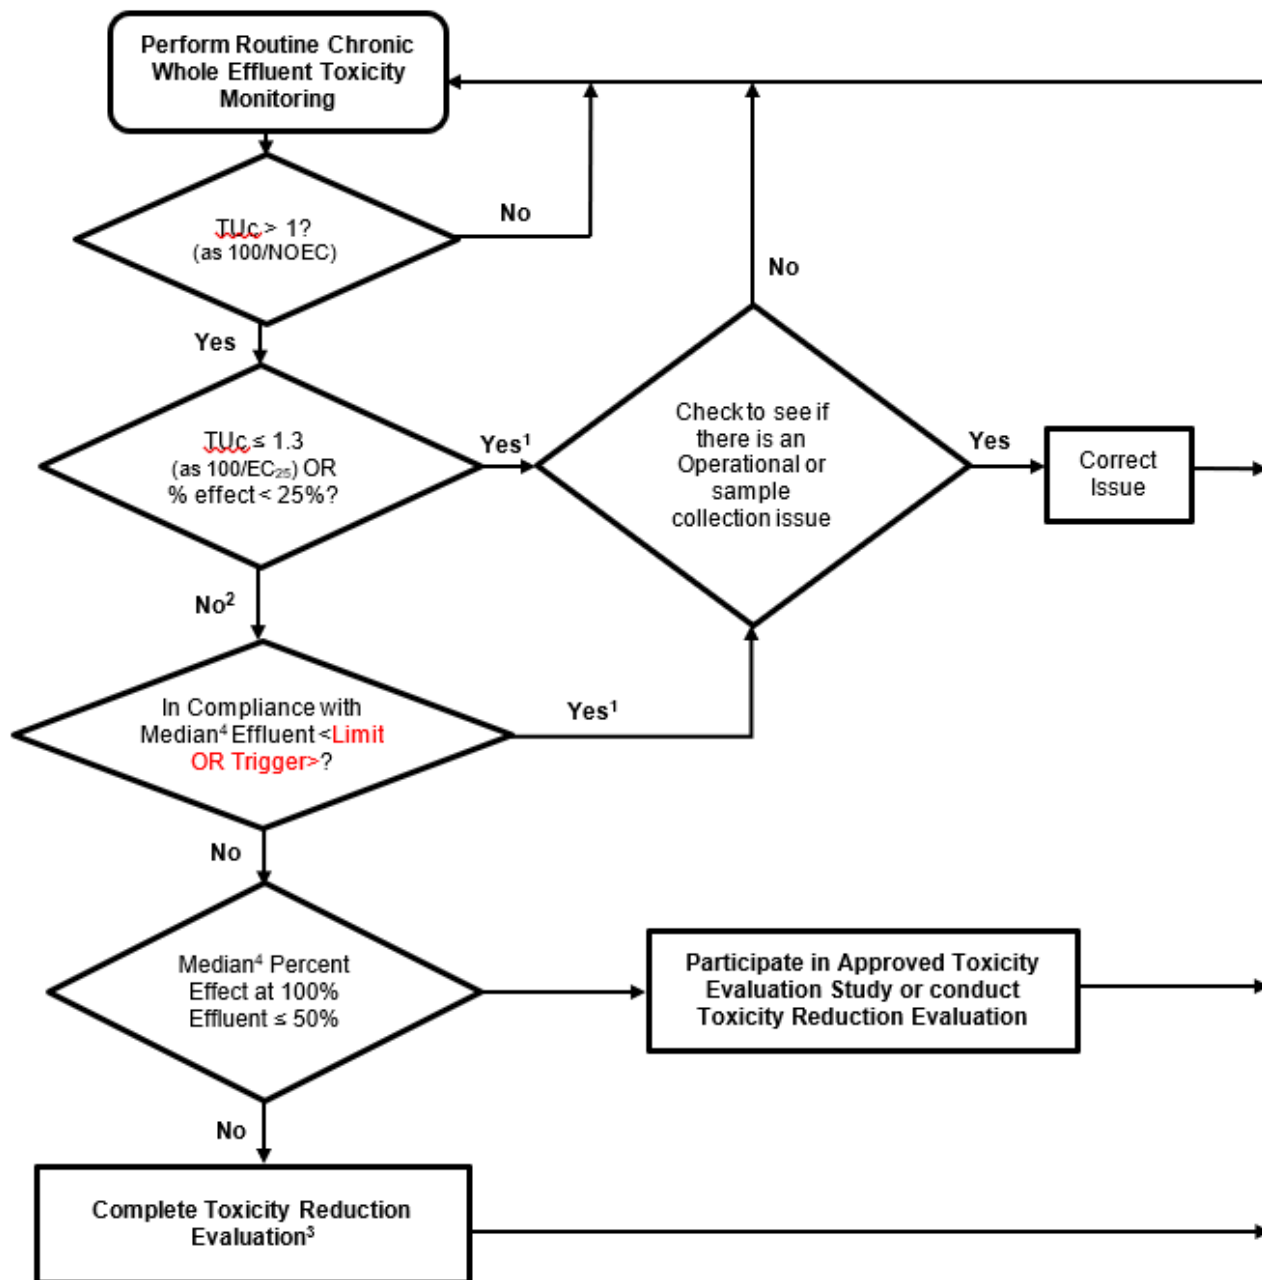 Perform Routine Chronic
Whole Effluent Toxicity
Monitoring
TUc > 1?
(as 100/NOEC)
No
Yes
TUc ≤ 1.3
(as 100/EC₂₅) OR
% effect < 25%?
Yes¹
Check to see if
there is an
Operational or
sample
collection issue
No
Yes
Correct
Issue
No²
In Compliance with
Median⁴ Effluent <Limit
OR Trigger>?
Yes¹
No
Median⁴ Percent
Effect at 100%
Effluent ≤ 50%
Participate in Approved Toxicity
Evaluation Study or conduct
Toxicity Reduction Evaluation
No
Complete Toxicity Reduction
Evaluation³